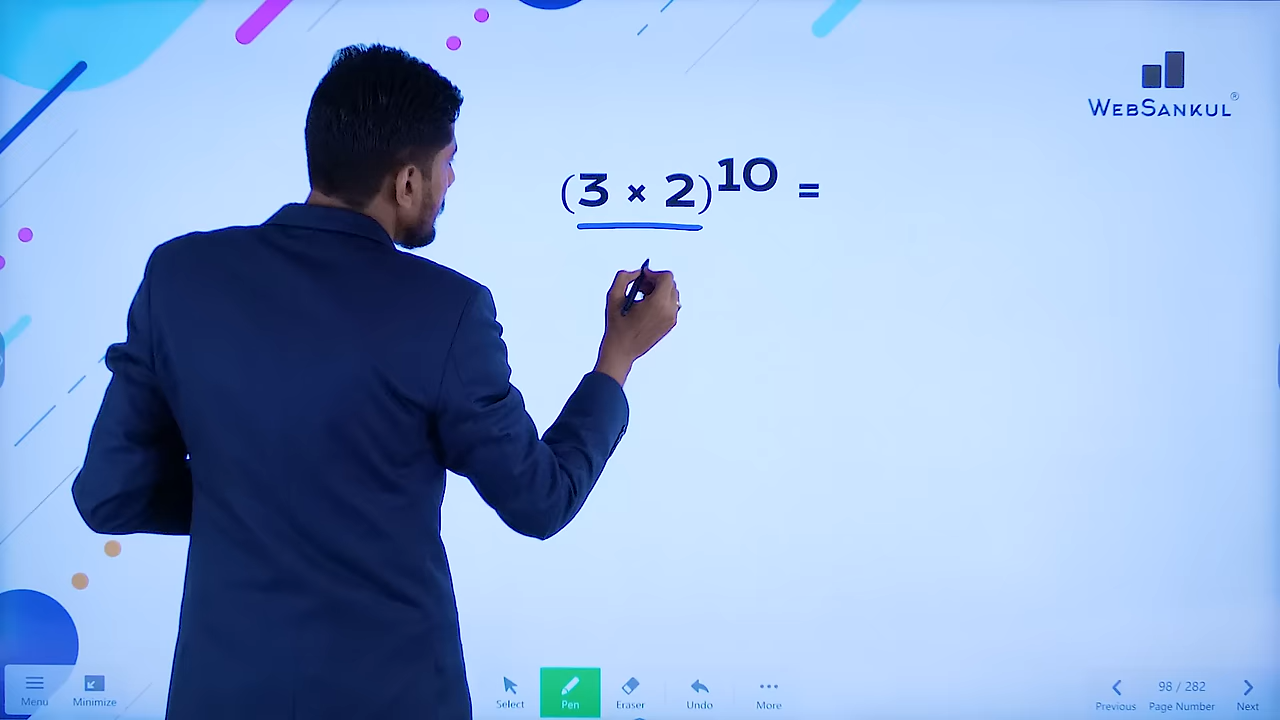 WEBSANKUL®
(3 × 2)¹⁰ =
Menu Minimize Select Pen Eraser Undo More Previous 98 / 282 Page Number Next